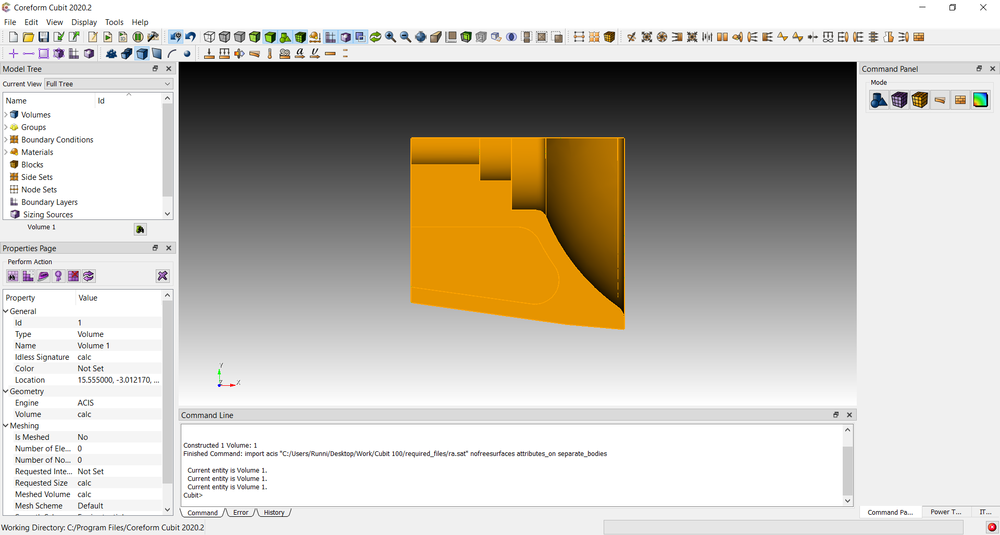 Coreform Cubit 2020.2
File Edit View Display Tools Help
Model Tree
Current View Full Tree
Name Id
Volumes
Groups
Boundary Conditions
Materials
Blocks
Side Sets
Node Sets
Boundary Layers
Sizing Sources
Volume 1
Properties Page
Perform Action
Property Value
General
Id 1
Type Volume
Name Volume 1
Idless Signature calc
Color Not Set
Location 15.555000, -3.012170, ...
Geometry
Engine ACIS
Volume calc
Meshing
Is Meshed No
Number of Ele... 0
Number of No... 0
Requested Inte... Not Set
Requested Size calc
Meshed Volume calc
Mesh Scheme Default
Y
Z
X
Command Line
Constructed 1 Volume: 1
Finished Command: import acis "C:/Users/Runni/Desktop/Work/Cubit 100/required_files/ra.sat" nofreesurfaces attributes_on separate_bodies
Current entity is Volume 1.
Current entity is Volume 1.
Current entity is Volume 1.
Cubit>
Command Error History
Command Panel
Mode
Command Pa... Power T... IT...
Working Directory: C:/Program Files/Coreform Cubit 2020.2